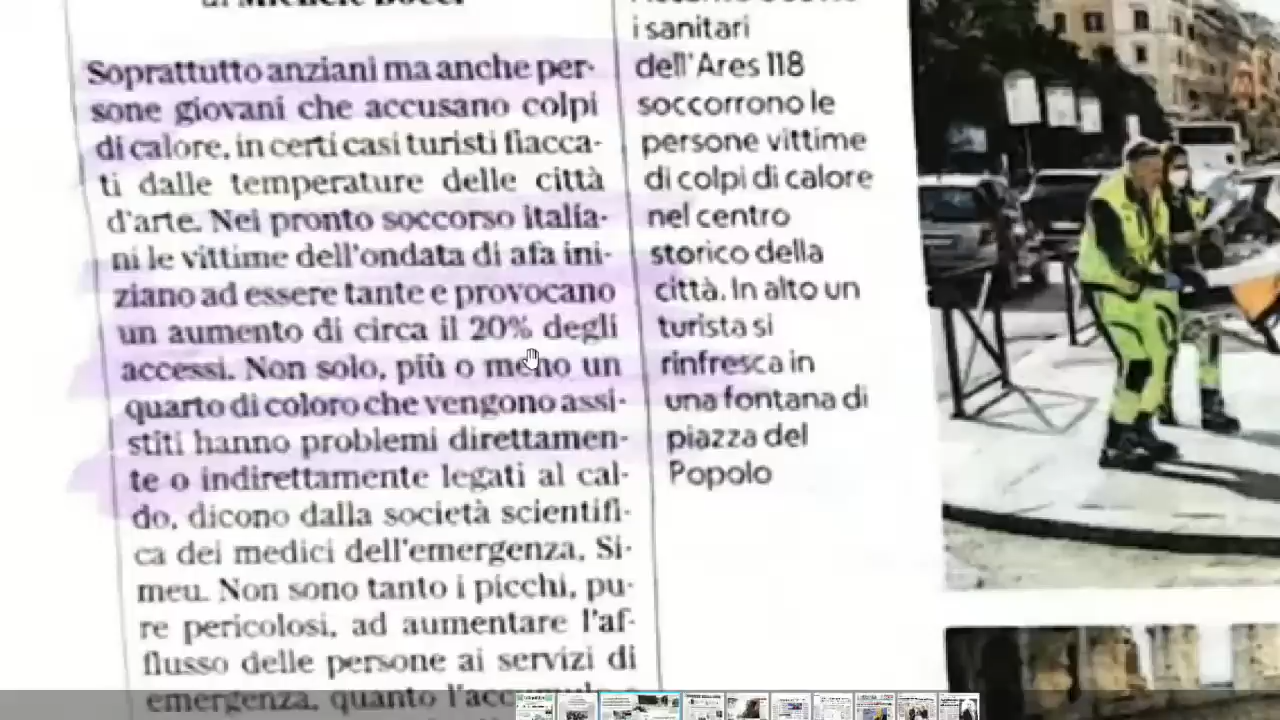 di Michele Bocci
Soprattutto anziani ma anche per-
sone giovani che accusano colpi
di calore, in certi casi turisti fiacca-
ti dalle temperature delle città
d'arte. Nei pronto soccorso italia-
ni le vittime dell'ondata di afa ini-
ziano ad essere tante e provocano
un aumento di circa il 20% degli
accessi. Non solo, più o meno un
quarto di coloro che vengono assi-
stiti hanno problemi direttamen-
te o indirettamente legati al cal-
do, dicono dalla società scientifi-
ca dei medici dell'emergenza, Si-
meu. Non sono tanto i picchi, pu-
re pericolosi, ad aumentare l'af-
flusso delle persone ai servizi di
emergenza, quanto
i sanitari
dell'Ares 118
soccorrono le
persone vittime
di colpi di calore
nel centro
storico della
città. In alto un
turista si
rinfresca in
una fontana di
piazza del
Popolo